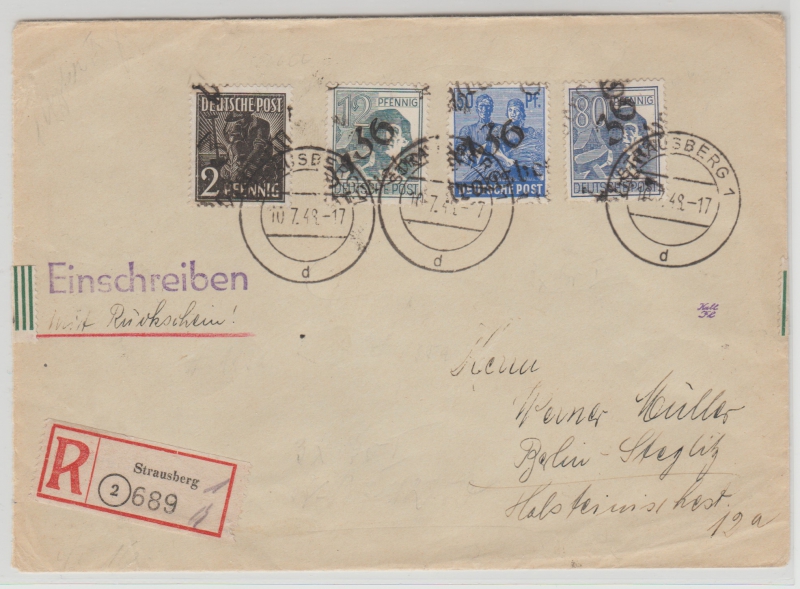 DEUTSCHE POST
2 PFENNIG
12 PFENNIG
36
DEUTSCHE POST
50 Pf.
36
DEUTSCHE POST
80 PFENNIG
36
DEUTSCHE POST
10.7.48-17
d
10.7.48-17
d
STRAUSBERG 1
7.48-17
d
Einschreiben
mit Rückschein!
Herrn
Werner Müller
Berlin-Steglitz
Holsteinischestr.
12a
R
Strausberg
2 689